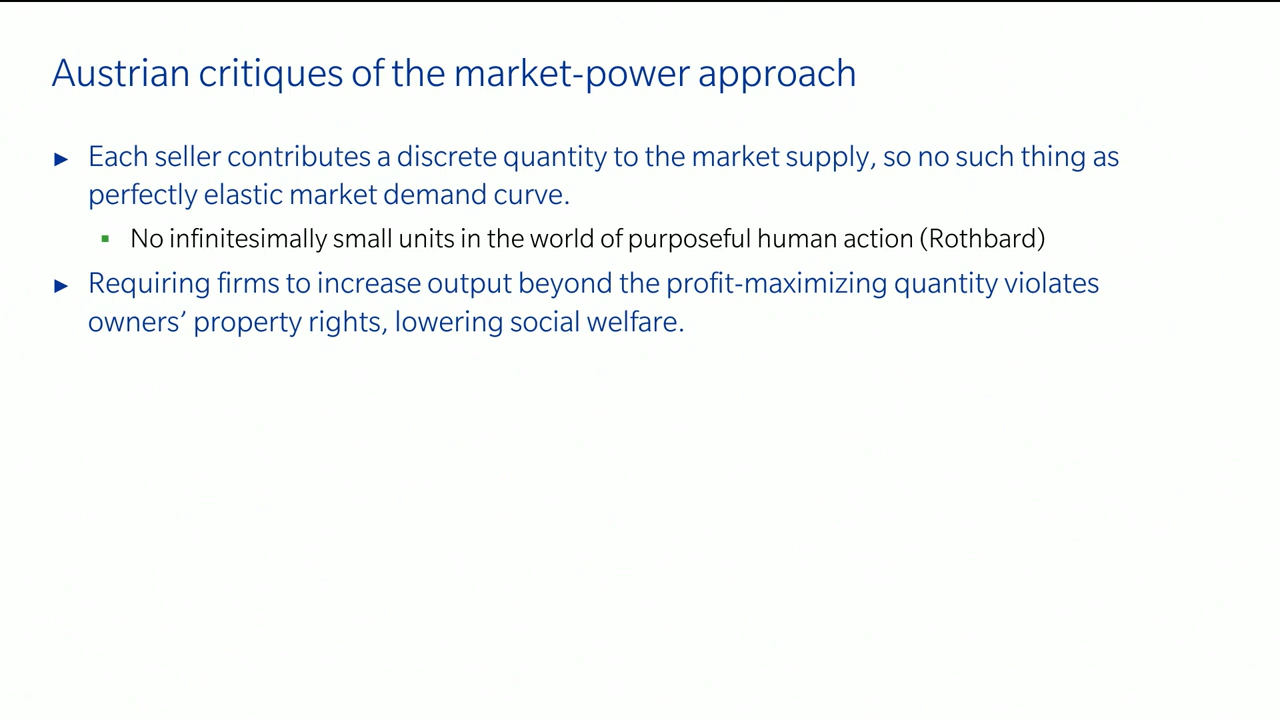 Austrian critiques of the market-power approach
► Each seller contributes a discrete quantity to the market supply, so no such thing as
perfectly elastic market demand curve.
▪ No infinitesimally small units in the world of purposeful human action (Rothbard)
► Requiring firms to increase output beyond the profit-maximizing quantity violates
owners’ property rights, lowering social welfare.